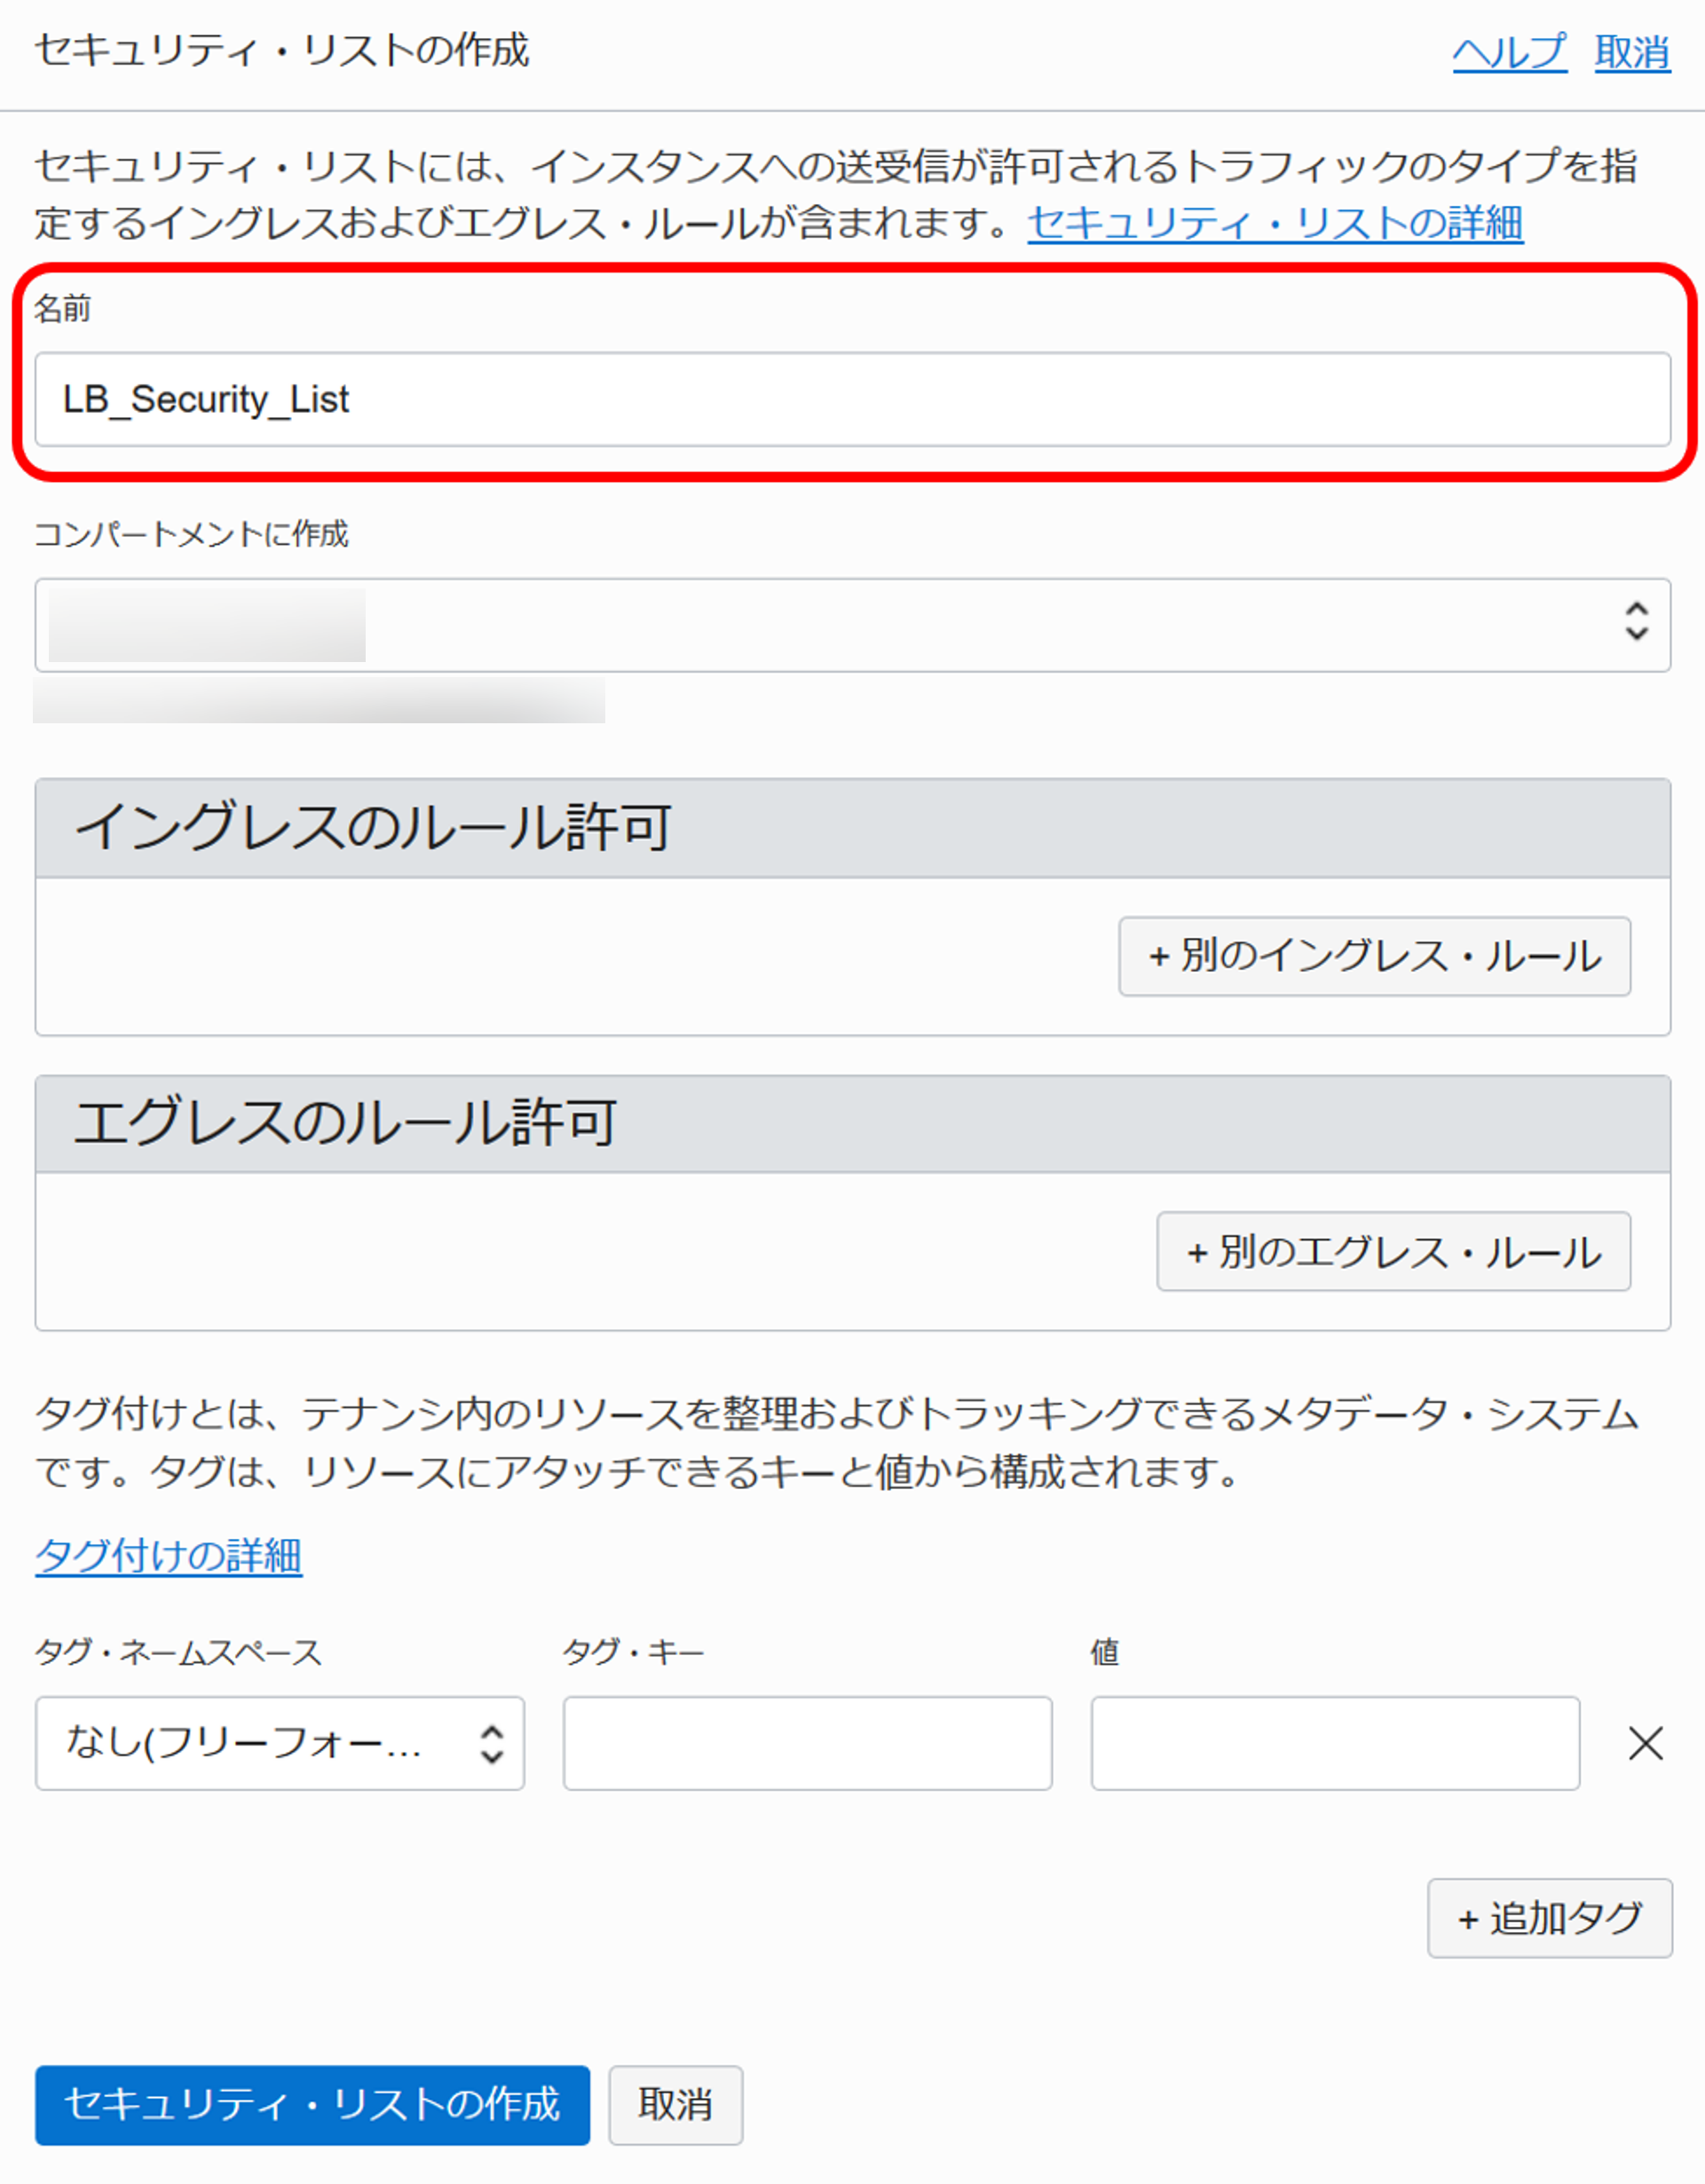 セキュリティ・リストの作成
ヘルプ 取消
セキュリティ・リストには、インスタンスへの送受信が許可されるトラフィックのタイプを指
定するイングレスおよびエグレス・ルールが含まれます。セキュリティ・リストの詳細
名前
LB_Security_List
コンパートメントに作成
イングレスのルール許可
+ 別のイングレス・ルール
エグレスのルール許可
+ 別のエグレス・ルール
タグ付けとは、テナンシ内のリソースを整理およびトラッキングできるメタデータ・システム
です。タグは、リソースにアタッチできるキーと値から構成されます。
タグ付けの詳細
タグ・ネームスペース タグ・キー 値
なし(フリーフォー...
+ 追加タグ
セキュリティ・リストの作成 取消